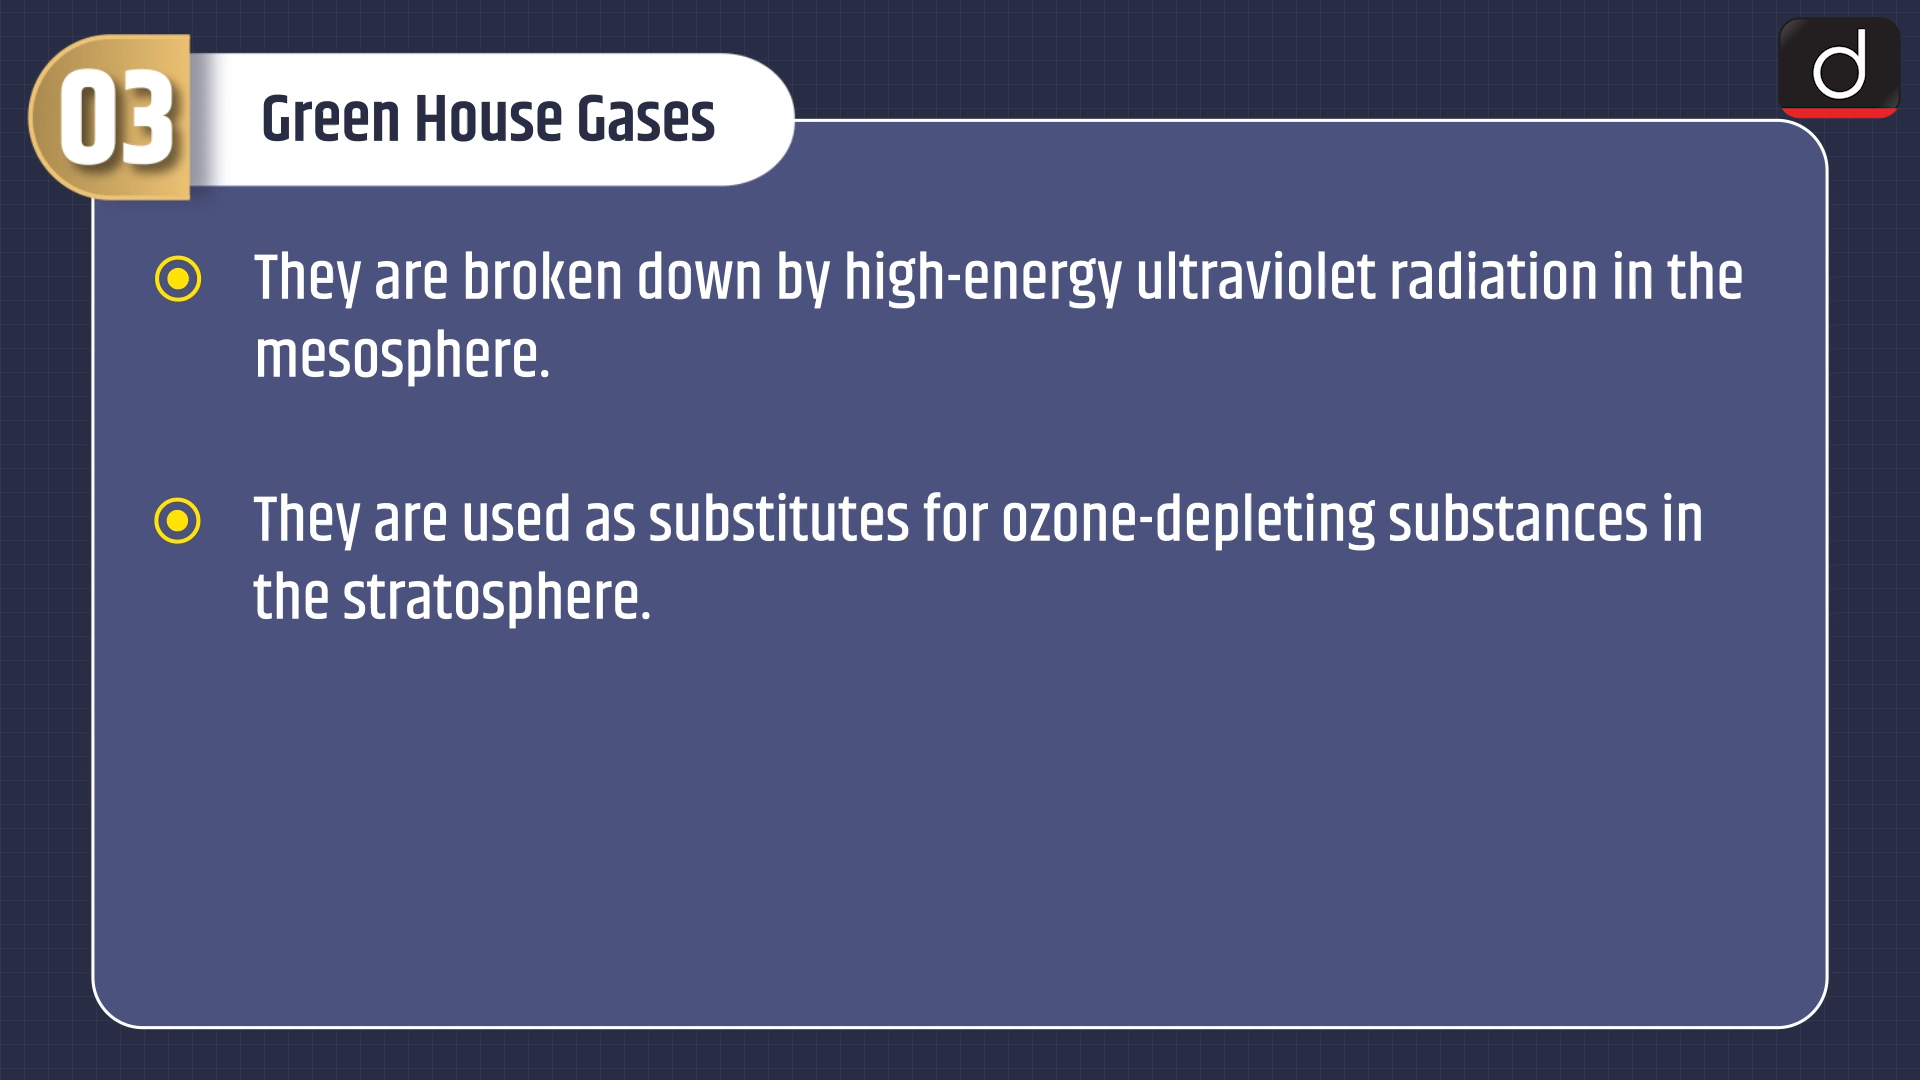 03
Green House Gases
d
They are broken down by high-energy ultraviolet radiation in the
mesosphere.
They are used as substitutes for ozone-depleting substances in
the stratosphere.